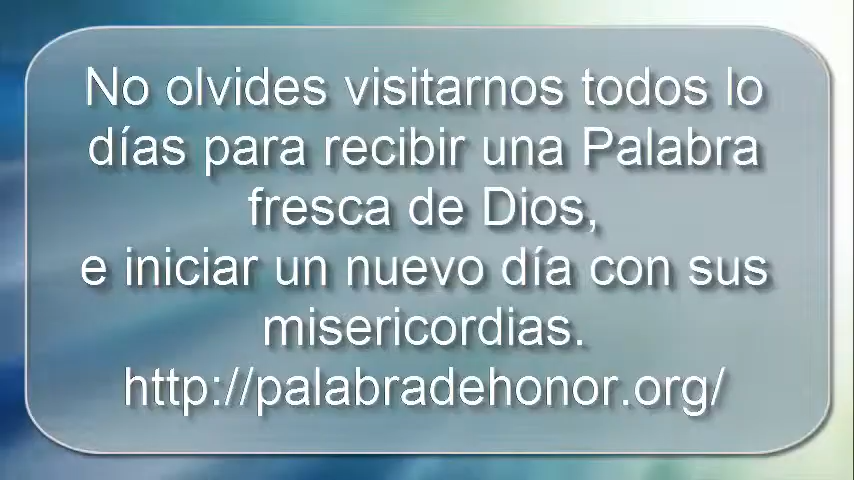 No olvides visitarnos todos lo
días para recibir una Palabra
fresca de Dios,
e iniciar un nuevo día con sus
misericordias.
http://palabradehonor.org/